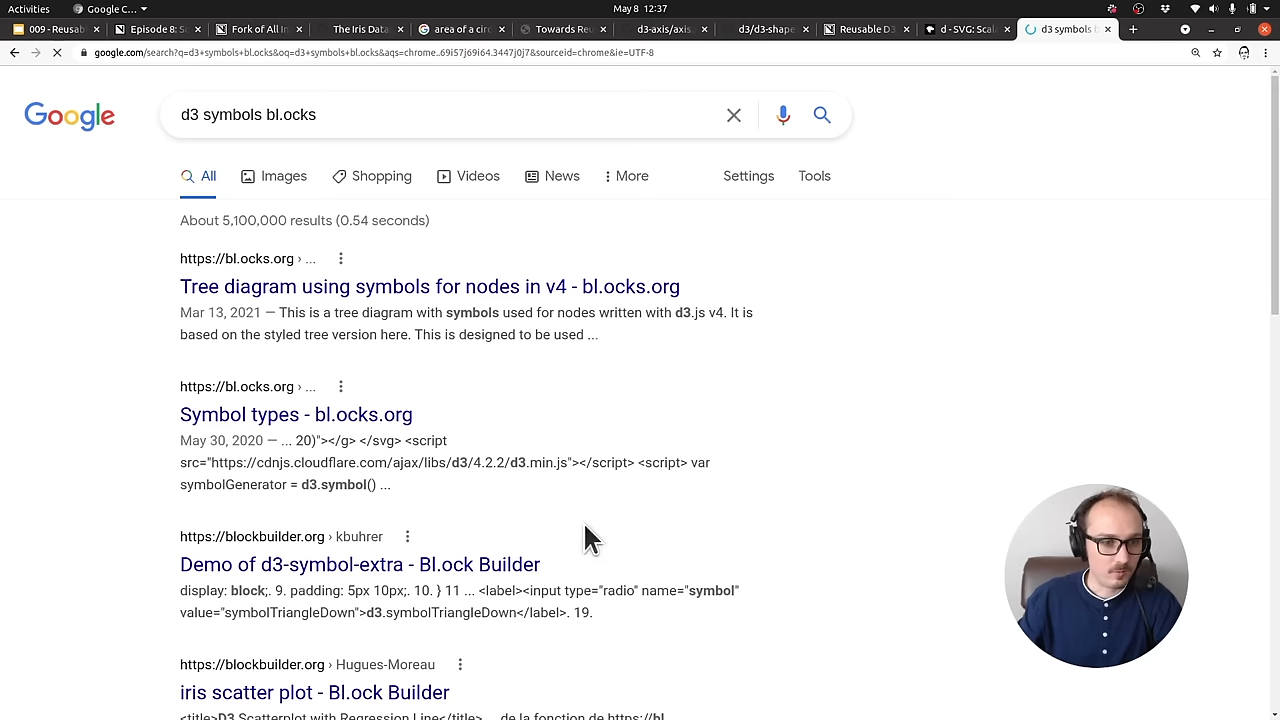 Activities
Google C...
May 8  12:37
009 - Reusab
Episode 8: S
Fork of All In
The Iris Data
area of a circ
Towards Reu
d3-axis/axis.
d3/d3-shape
Reusable D3
d - SVG: Scal
d3 symbols b
google.com/search?q=d3+symbols+bl.ocks&oq=d3+symbols+bl.ocks&aqs=chrome..69i57j69i64.3447j0j7&sourceid=chrome&ie=UTF-8
Google
d3 symbols bl.ocks
All
Images
Shopping
Videos
News
More
Settings
Tools
About 5,100,000 results (0.54 seconds)
https://bl.ocks.org › ...
Tree diagram using symbols for nodes in v4 - bl.ocks.org
Mar 13, 2021 — This is a tree diagram with symbols used for nodes written with d3.js v4. It is
based on the styled tree version here. This is designed to be used ...
https://bl.ocks.org › ...
Symbol types - bl.ocks.org
May 30, 2020 — ... 20)"></g> </svg> <script
src="https://cdnjs.cloudflare.com/ajax/libs/d3/4.2.2/d3.min.js"></script> <script> var
symbolGenerator = d3.symbol() ...
https://blockbuilder.org › kbuhrer
Demo of d3-symbol-extra - Bl.ock Builder
display: block;. 9. padding: 5px 10px;. 10. } 11 ... <label><input type="radio" name="symbol"
value="symbolTriangleDown">d3.symbolTriangleDown</label>. 19.
https://blockbuilder.org › Hugues-Moreau
iris scatter plot - Bl.ock Builder
<title>D3 Scatterplot with Regression Line</title> ... de la fonction de https://bl.